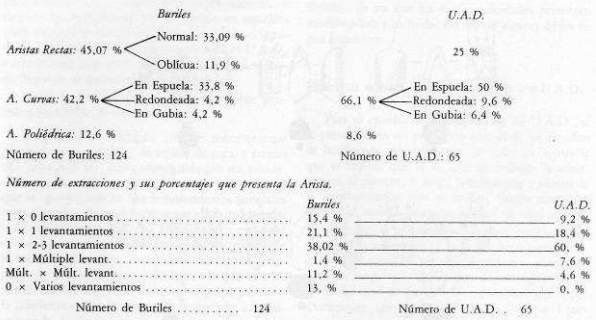 Buriles U.A.D.
Normal: 33,09 %
Aristas Rectas: 45,07 % 25 %
Oblícua: 11,9 %
En Espuela: 33,8 % En Espuela: 50 %
A. Curvas: 42,2 % Redondeada: 4,2 % 66,1 % Redondeada: 9,6 %
En Gubia: 4,2 % En Gubia: 6,4 %
A. Poliédrica: 12,6 % 8,6 %
Número de Buriles: 124 Número de U.A.D.: 65
Número de extracciones y sus porcentajes que presenta la Arista.
Buriles U.A.D.
1 × 0 levantamientos 15,4 % 9,2 %
1 × 1 levantamientos 21,1 % 18,4 %
1 × 2-3 levantamientos 38,02 % 60, %
1 × Múltiple levant. 1,4 % 7,6 %
Múlt. × Múlt. levant. 11,2 % 4,6 %
0 × Varios levantamientos 13, % 0, %
Número de Buriles ........... 124 Número de U.A.D. . 65